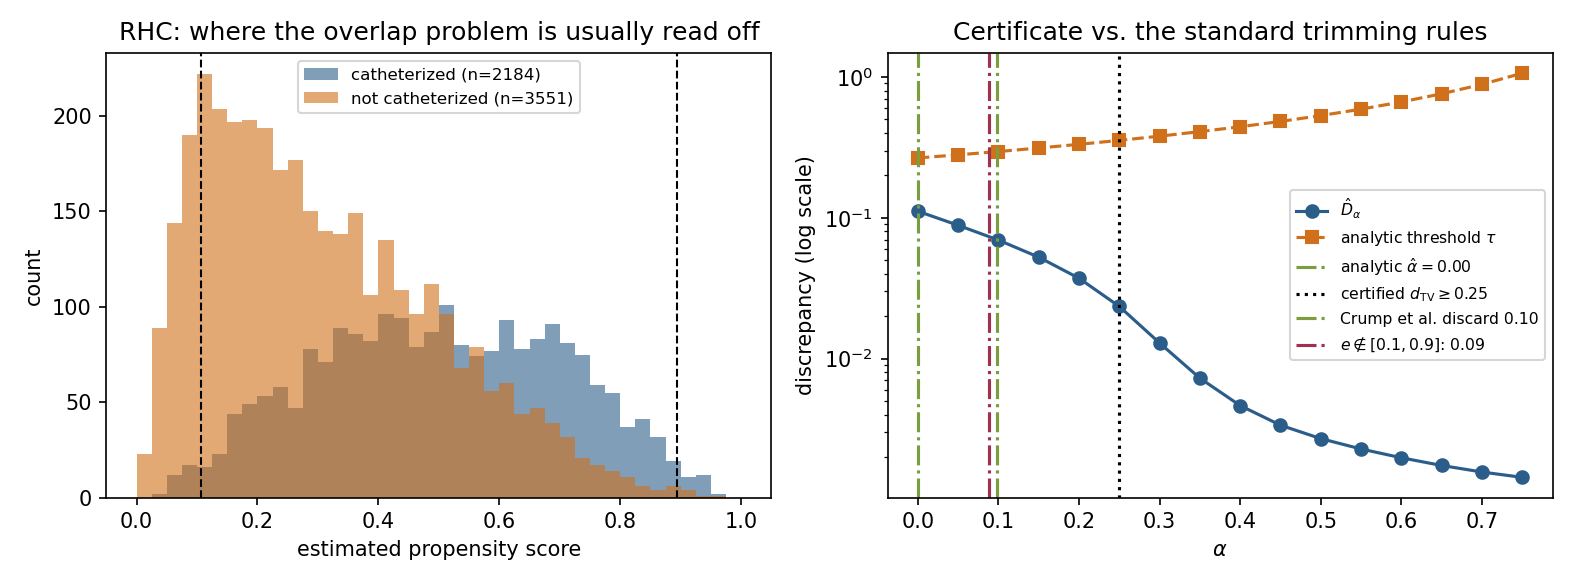 RHC: where the overlap problem is usually read off
catheterized (n=2184)
not catheterized (n=3551)
count
200
150
100
50
0
0.0 0.2 0.4 0.6 0.8 1.0
estimated propensity score
Certificate vs. the standard trimming rules
discrepancy (log scale)
10⁰
10⁻¹
10⁻²
D̂α
analytic threshold τ
analytic α̂ = 0.00
certified dTV ≥ 0.25
Crump et al. discard 0.10
e ∉ [0.1, 0.9]: 0.09
0.0 0.1 0.2 0.3 0.4 0.5 0.6 0.7
α